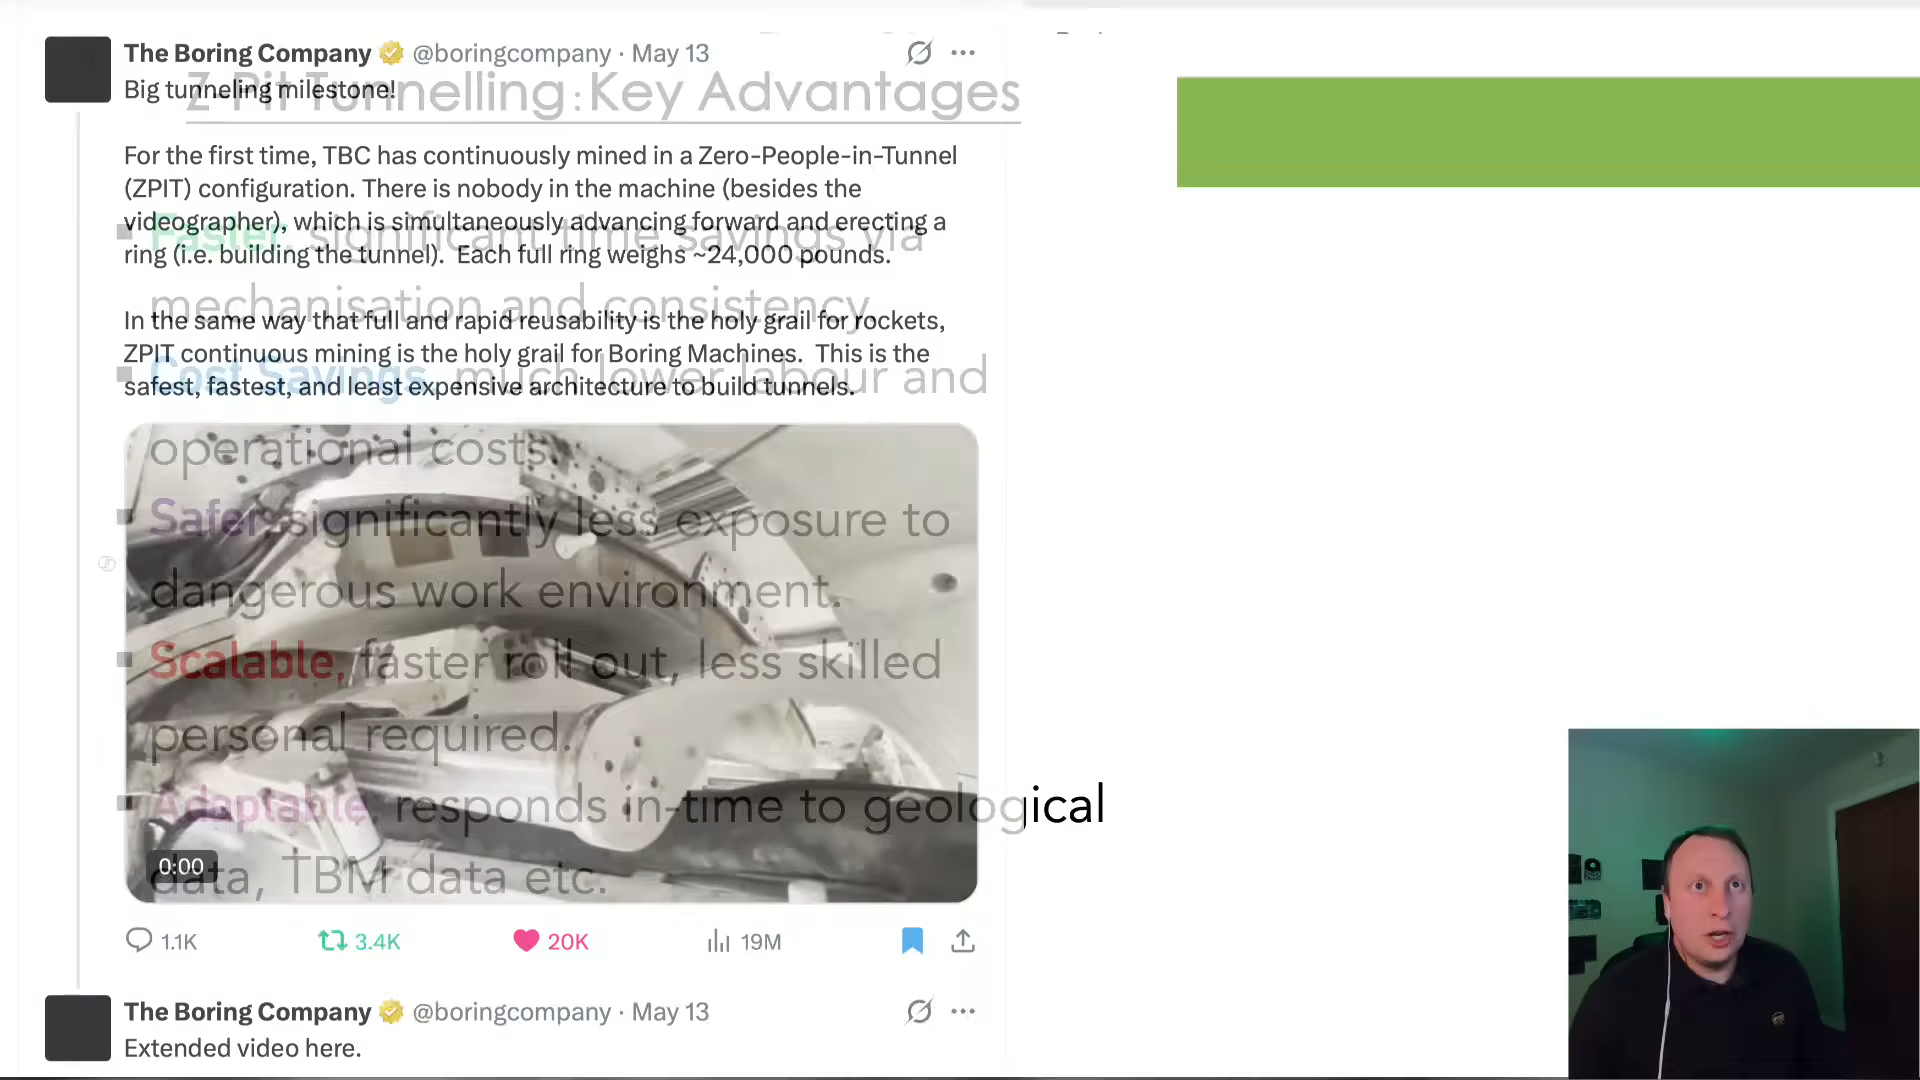 The Boring Company @boringcompany · May 13
Big tunneling milestone!
For the first time, TBC has continuously mined in a Zero-People-in-Tunnel
(ZPIT) configuration. There is nobody in the machine (besides the
videographer), which is simultaneously advancing forward and erecting a
ring (i.e. building the tunnel).  Each full ring weighs ~24,000 pounds.
In the same way that full and rapid reusability is the holy grail for rockets,
ZPIT continuous mining is the holy grail for Boring Machines.  This is the
safest, fastest, and least expensive architecture to build tunnels.
0:00
1.1K
3.4K
20K
19M
The Boring Company @boringcompany · May 13
Extended video here.
Z-Pit Tunnelling: Key Advantages
Faster: significant time savings via
mechanisation and consistency.
Cost Savings, much lower labour and
operational costs.
Safer, significantly less exposure to
dangerous work environment.
Scalable, faster roll out, less skilled
personal required.
Adaptable, responds in-time to geological
data, TBM data etc.